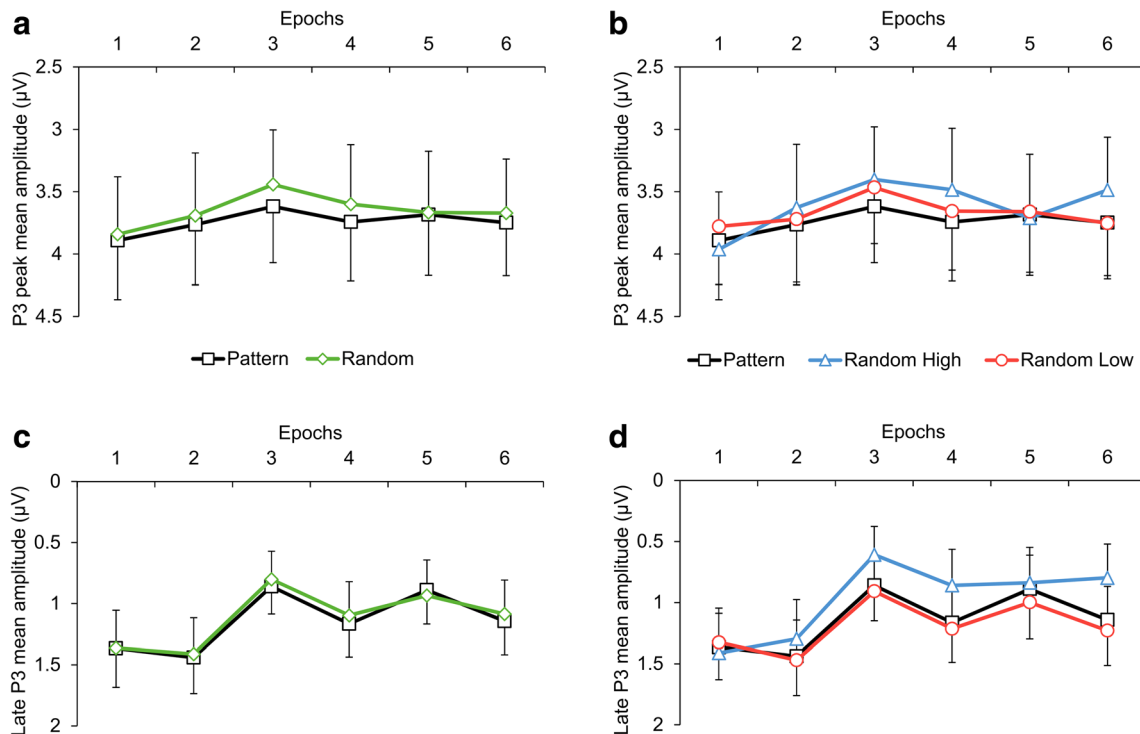 a
Epochs
1 2 3 4 5 6
2.5
3
3.5
4
4.5
P3 peak mean amplitude (µV)
Pattern Random
b
Epochs
1 2 3 4 5 6
2.5
3
3.5
4
4.5
P3 peak mean amplitude (µV)
Pattern Random High Random Low
c
Epochs
1 2 3 4 5 6
0
0.5
1
1.5
2
Late P3 mean amplitude (µV)
d
Epochs
1 2 3 4 5 6
0
0.5
1
1.5
2
Late P3 mean amplitude (µV)